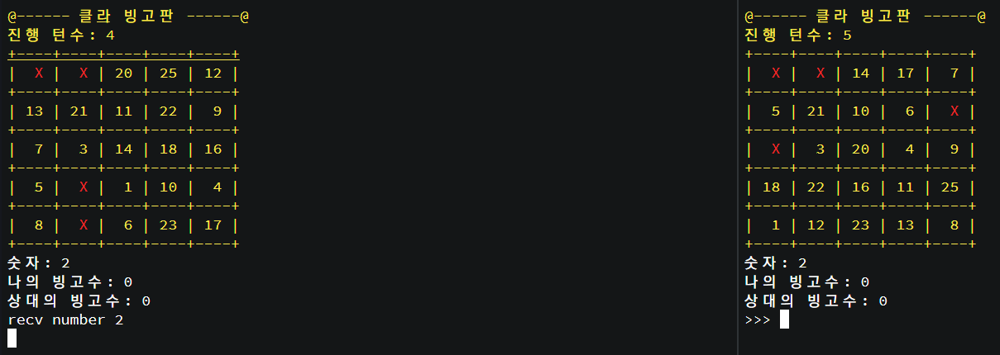 @------ 클라 빙고판 ------@
진행 턴수: 4
+----+----+----+----+----+
|  X |  X | 20 | 25 | 12 |
+----+----+----+----+----+
| 13 | 21 | 11 | 22 |  9 |
+----+----+----+----+----+
|  7 |  3 | 14 | 18 | 16 |
+----+----+----+----+----+
|  5 |  X |  1 | 10 |  4 |
+----+----+----+----+----+
|  8 |  X |  6 | 23 | 17 |
+----+----+----+----+----+
숫자: 2
나의 빙고수: 0
상대의 빙고수: 0
recv number 2
@------ 클라 빙고판 ------@
진행 턴수: 5
+----+----+----+----+----+
|  X |  X | 14 | 17 |  7 |
+----+----+----+----+----+
|  5 | 21 | 10 |  6 |  X |
+----+----+----+----+----+
|  X |  3 | 20 |  4 |  9 |
+----+----+----+----+----+
| 18 | 22 | 16 | 11 | 25 |
+----+----+----+----+----+
|  1 | 12 | 23 | 13 |  8 |
+----+----+----+----+----+
숫자: 2
나의 빙고수: 0
상대의 빙고수: 0
>>>